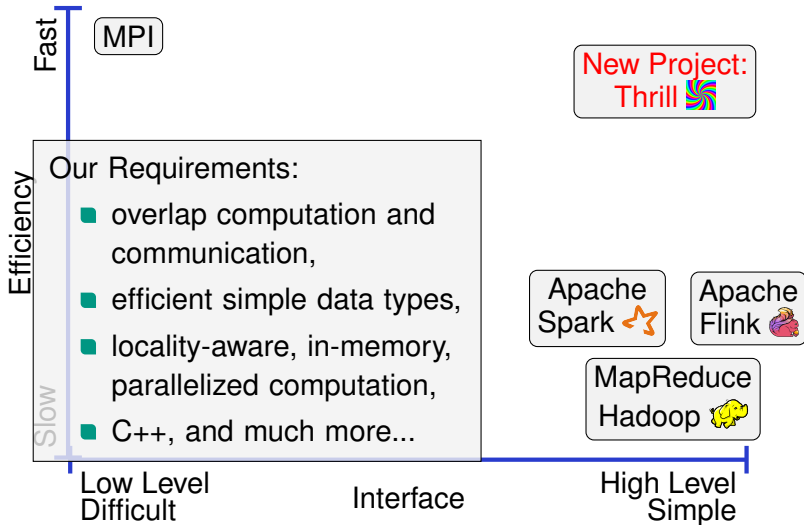 Fast
MPI
New Project:
Thrill
Efficiency
Our Requirements:
overlap computation and
communication,
efficient simple data types,
locality-aware, in-memory,
parallelized computation,
C++, and much more...
Apache
Spark
Apache
Flink
MapReduce
Hadoop
Slow
Low Level
Difficult
Interface
High Level
Simple